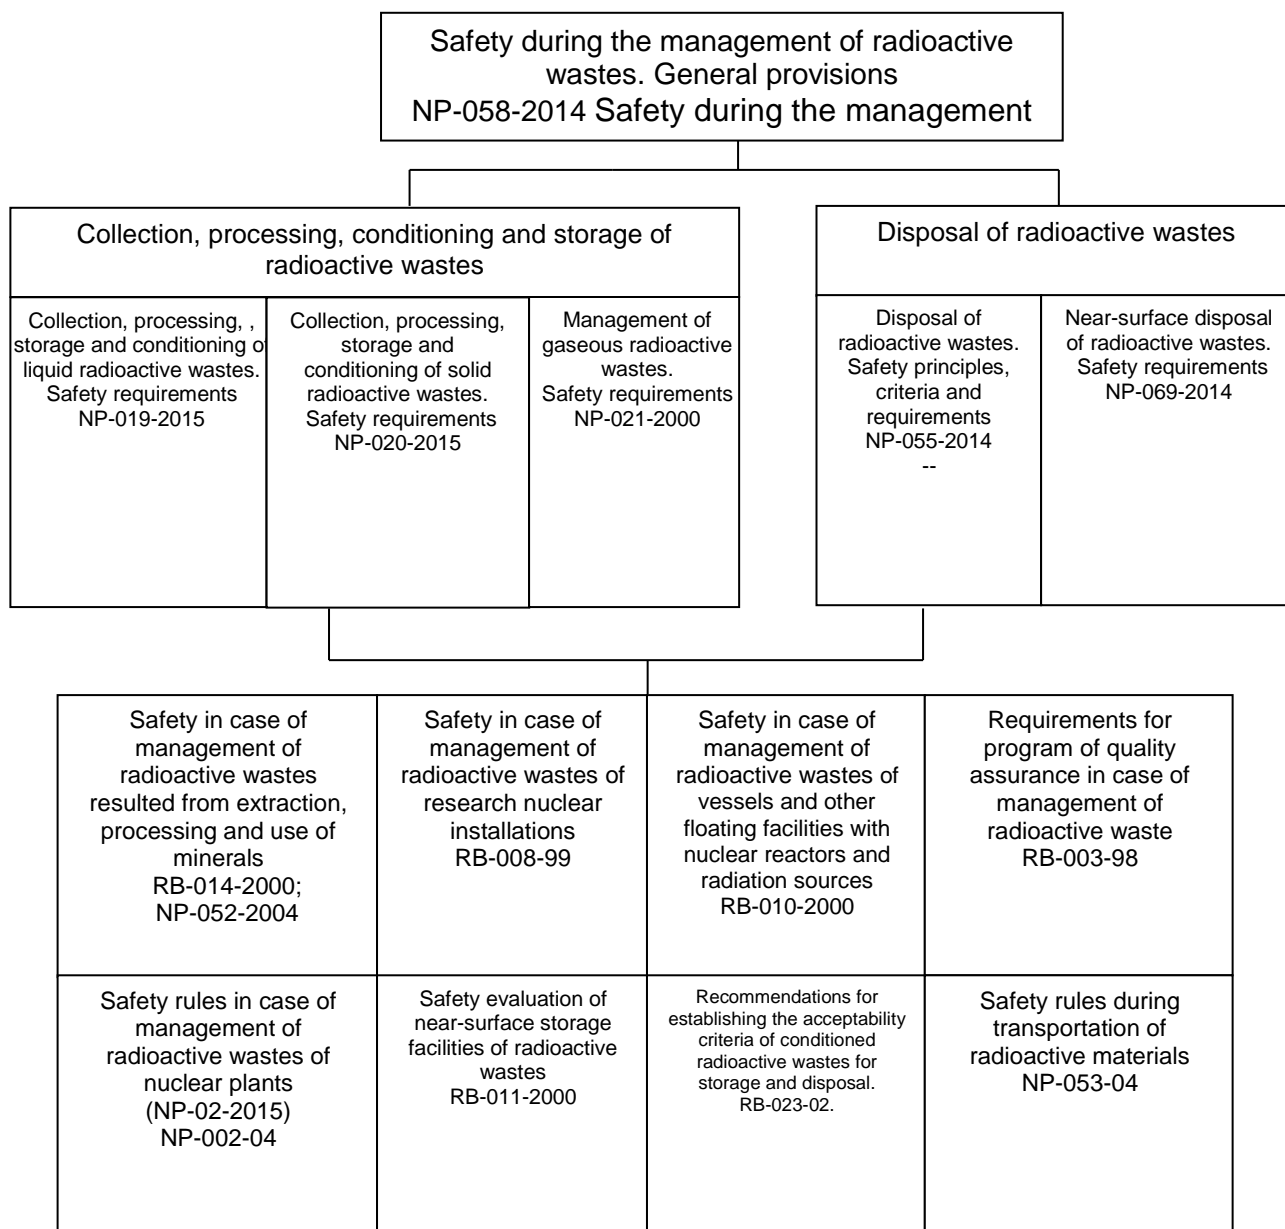 Safety during the management of radioactive
wastes. General provisions
NP-058-2014 Safety during the management
Collection, processing, conditioning and storage of
radioactive wastes
Disposal of radioactive wastes
Collection, processing, ,
storage and conditioning of
liquid radioactive wastes.
Safety requirements
NP-019-2015
Collection, processing,
storage and
conditioning of solid
radioactive wastes.
Safety requirements
NP-020-2015
Management of
gaseous radioactive
wastes.
Safety requirements
NP-021-2000
Disposal of
radioactive wastes.
Safety principles,
criteria and
requirements
NP-055-2014
--
Near-surface disposal
of radioactive wastes.
Safety requirements
NP-069-2014
Safety in case of
management of
radioactive wastes
resulted from extraction,
processing and use of
minerals
RB-014-2000;
NP-052-2004
Safety in case of
management of
radioactive wastes of
research nuclear
installations
RB-008-99
Safety in case of
management of
radioactive wastes of
vessels and other
floating facilities with
nuclear reactors and
radiation sources
RB-010-2000
Requirements for
program of quality
assurance in case of
management of
radioactive waste
RB-003-98
Safety rules in case of
management of
radioactive wastes of
nuclear plants
(NP-02-2015)
NP-002-04
Safety evaluation of
near-surface storage
facilities of radioactive
wastes
RB-011-2000
Recommendations for
establishing the acceptability
criteria of conditioned
radioactive wastes for
storage and disposal.
RB-023-02.
Safety rules during
transportation of
radioactive materials
NP-053-04